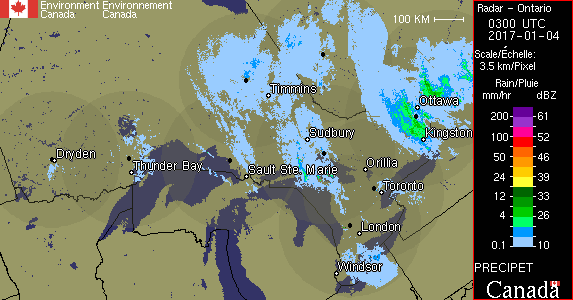 Environment Environnement
Canada Canada
100 KM
Radar - Ontario
0300 UTC
2017-01-04
Scale/Échelle:
3.5 km/Pixel
Rain/Pluie
mm/hr dBZ
200 61
100 52
50 46
24 39
12 33
4 26
0.1 10
PRECIPET
Canada
Timmins
Ottawa
Sudbury
Kingston
Dryden
Thunder Bay
Sault Ste. Marie
Orillia
Toronto
London
Windsor